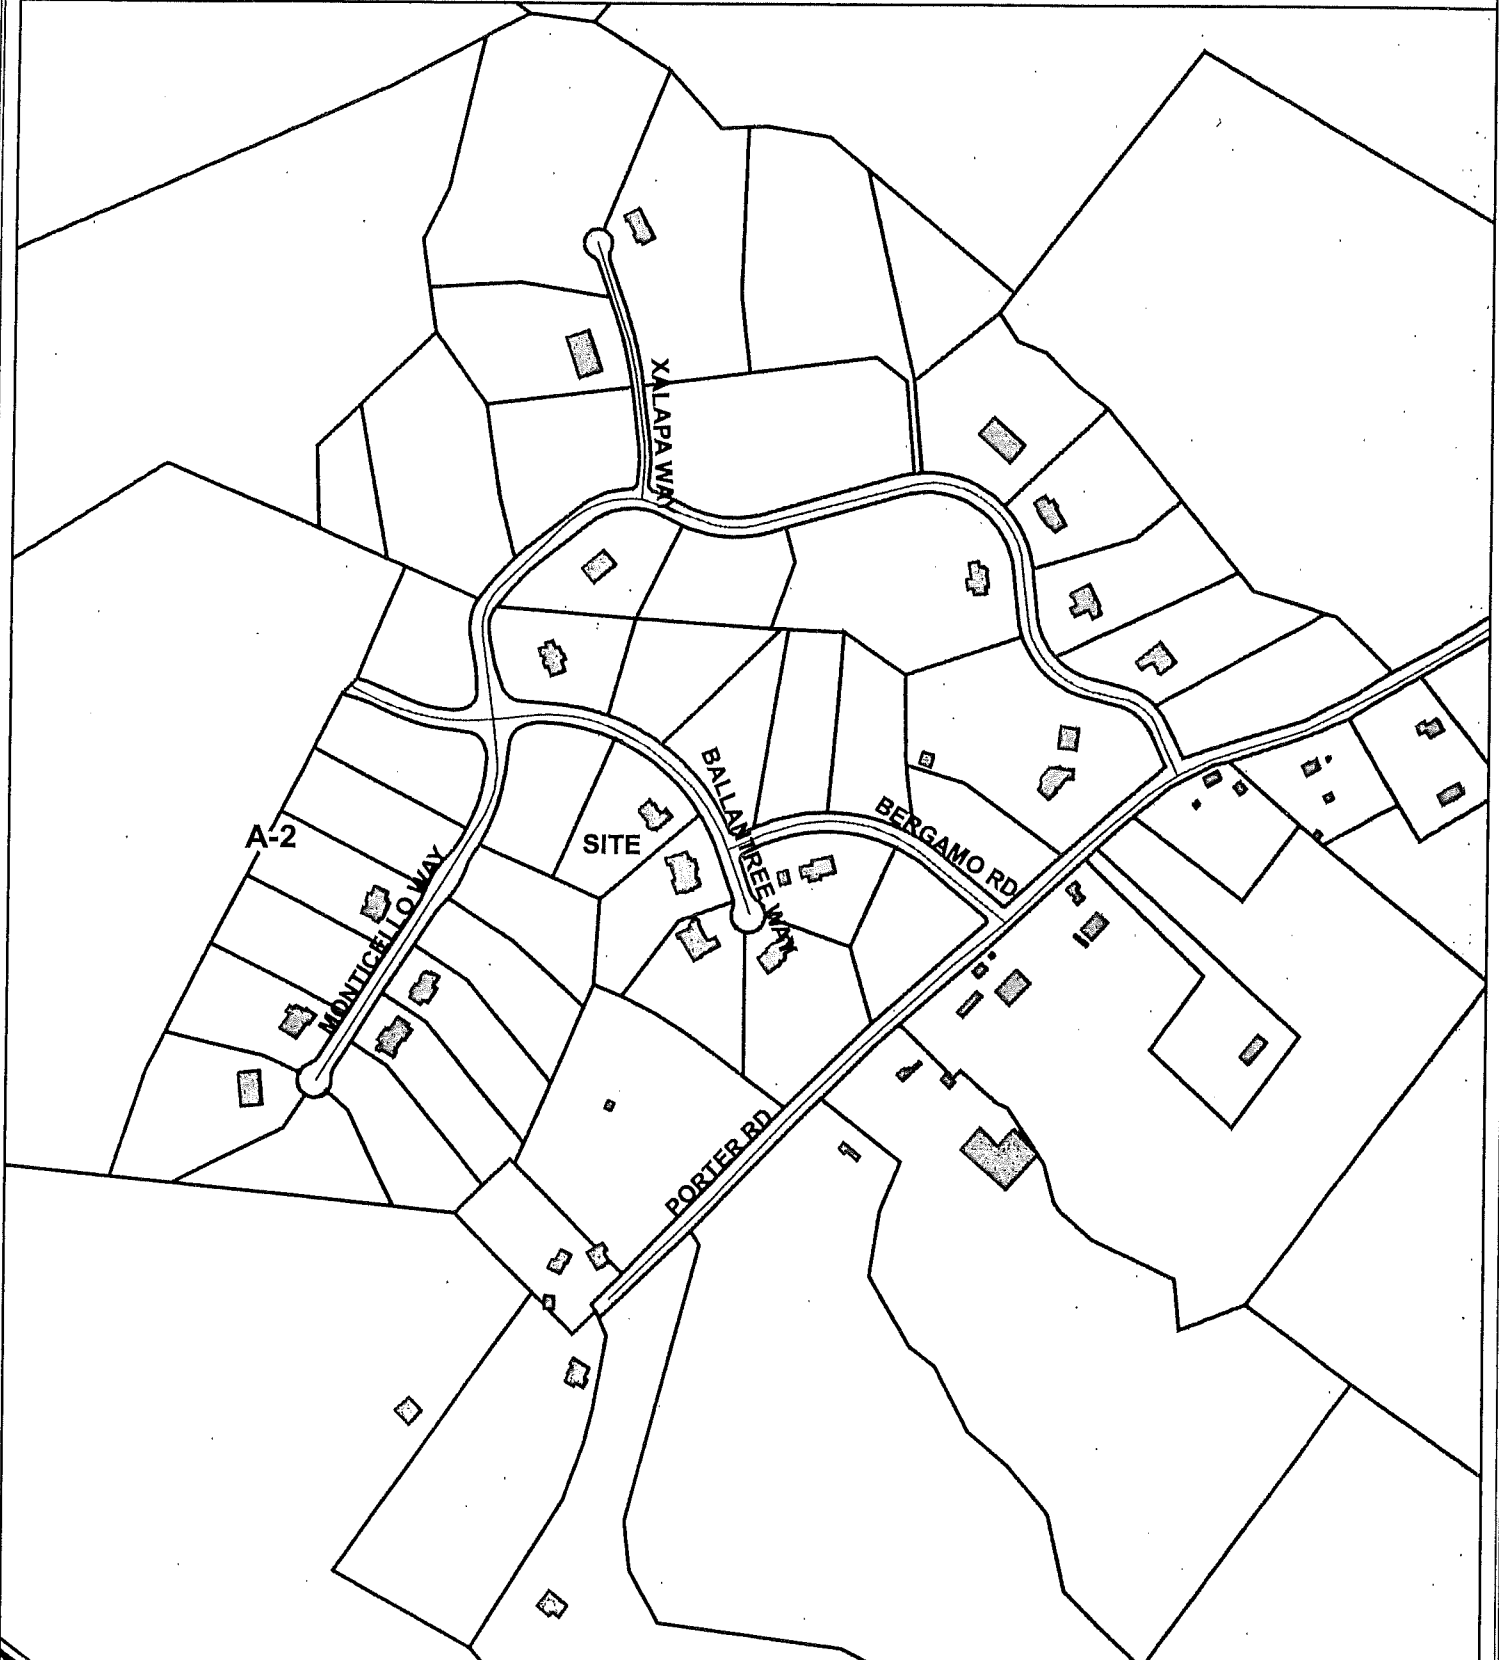 XALAPA WAY
BALLANTREE WAY
BERGAMO RD
A-2
SITE
MONTICELLO WAY
PORTER RD